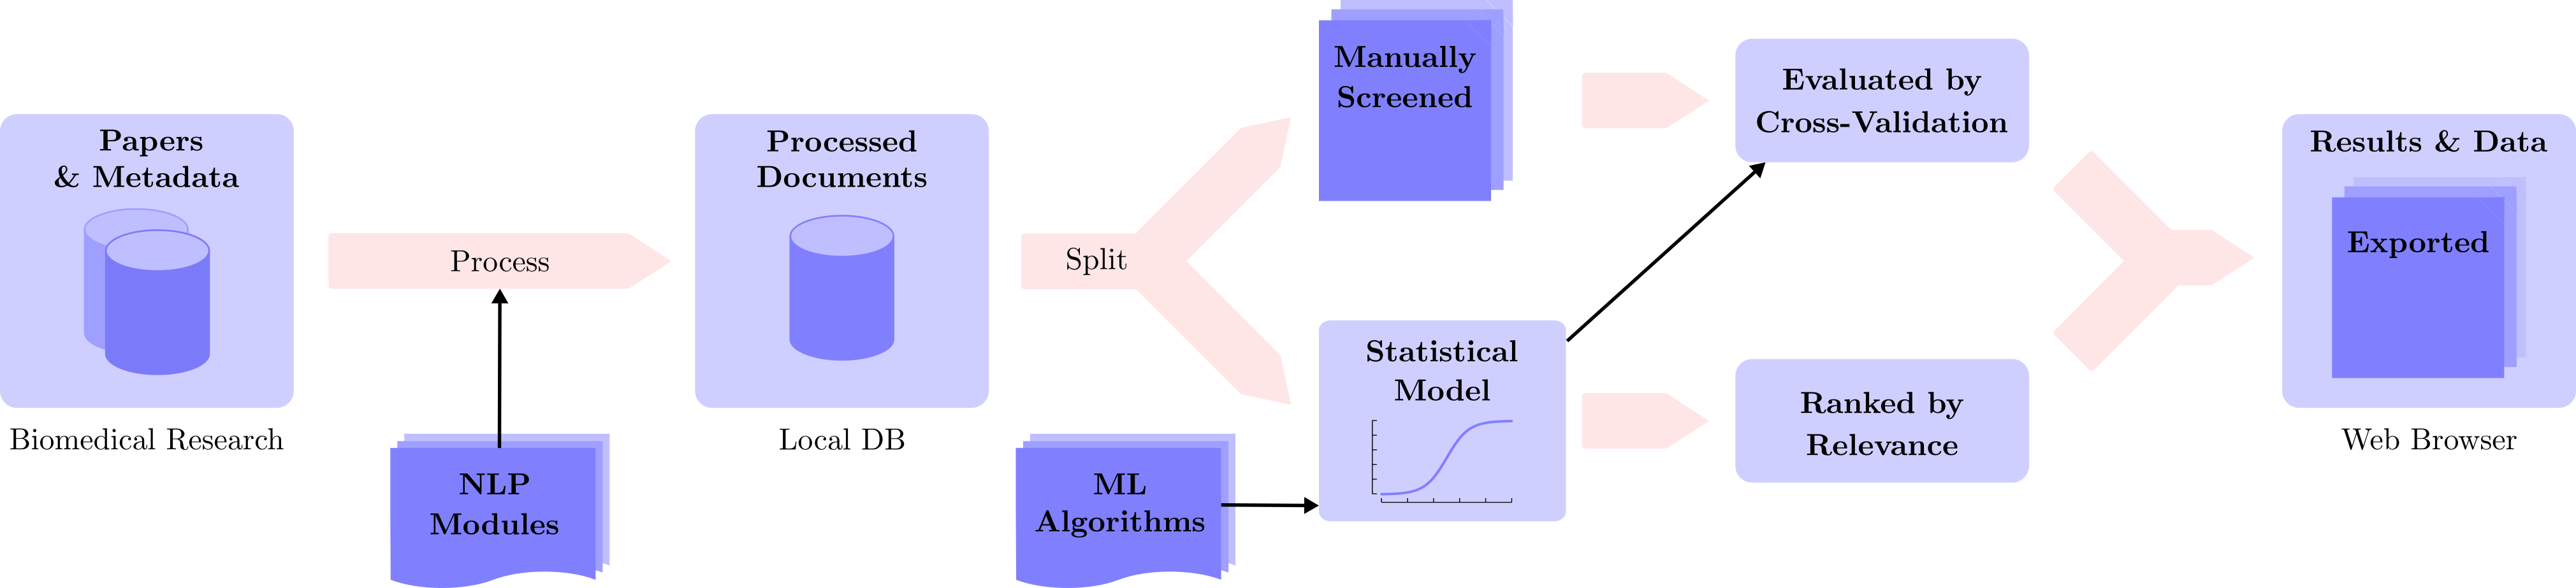 Papers
& Metadata
Biomedical Research
Process
NLP
Modules
Processed
Documents
Local DB
Split
Manually
Screened
ML
Algorithms
Statistical
Model
Evaluated by
Cross-Validation
Ranked by
Relevance
Results & Data
Exported
Web Browser